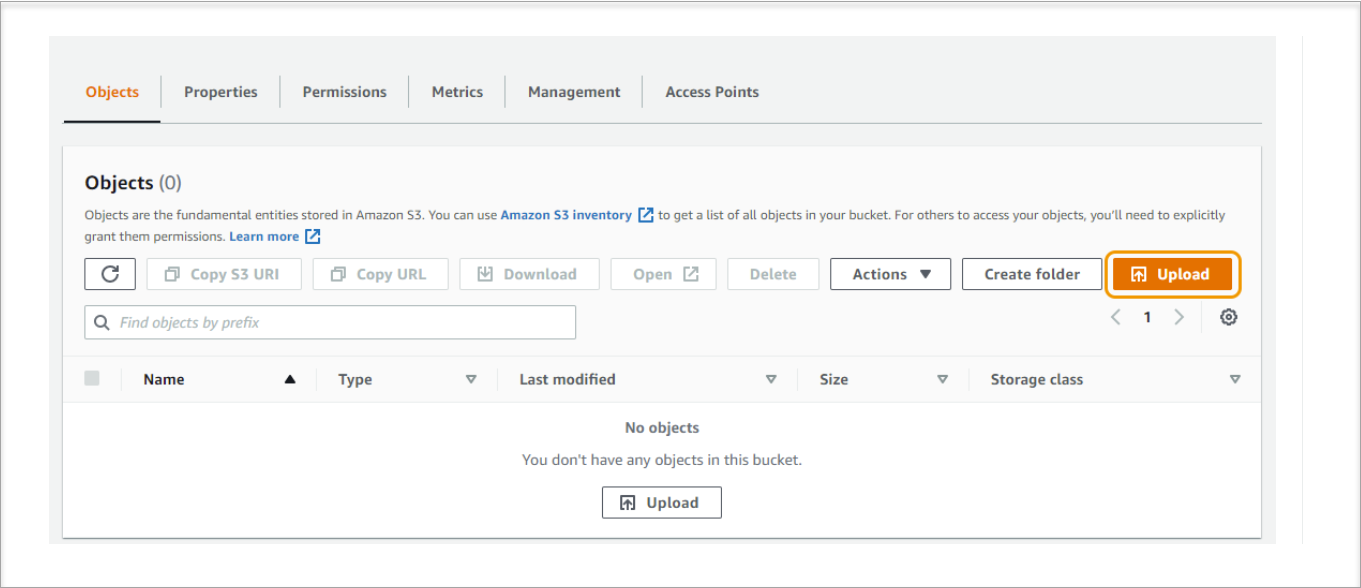 Objects Properties Permissions Metrics Management Access Points
Objects (0)
Objects are the fundamental entities stored in Amazon S3. You can use Amazon S3 inventory to get a list of all objects in your bucket. For others to access your objects, you'll need to explicitly
grant them permissions. Learn more
Copy S3 URI Copy URL Download Open Delete Actions Create folder Upload
Find objects by prefix 1
Name Type Last modified Size Storage class
No objects
You don't have any objects in this bucket.
Upload